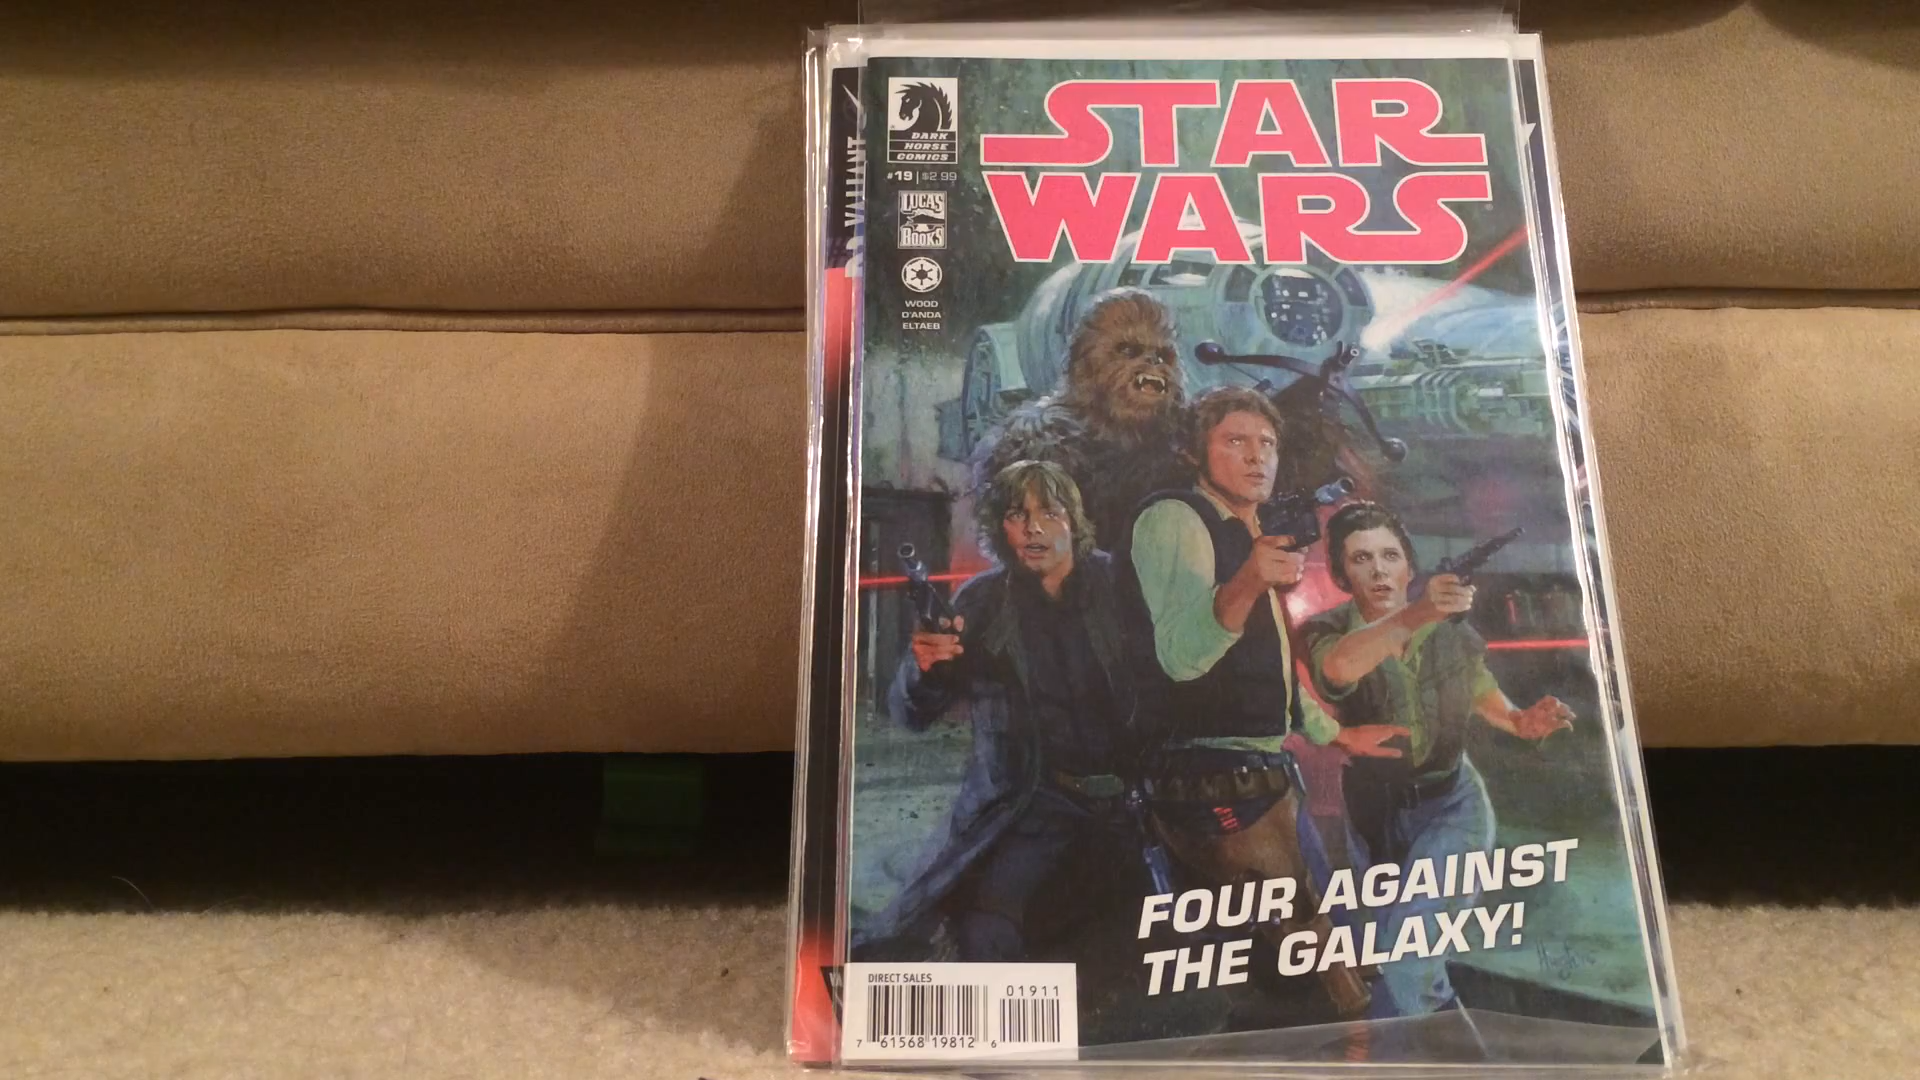 STAR
WARS
DARK
HORSE
COMICS
#19 | $2.99
LUCAS
BOOKS
WOOD
D'ANDA
ELTAEB
VALIANT
FOUR AGAINST
THE GALAXY!
DIRECT SALES
01911
7 61568 19812 6